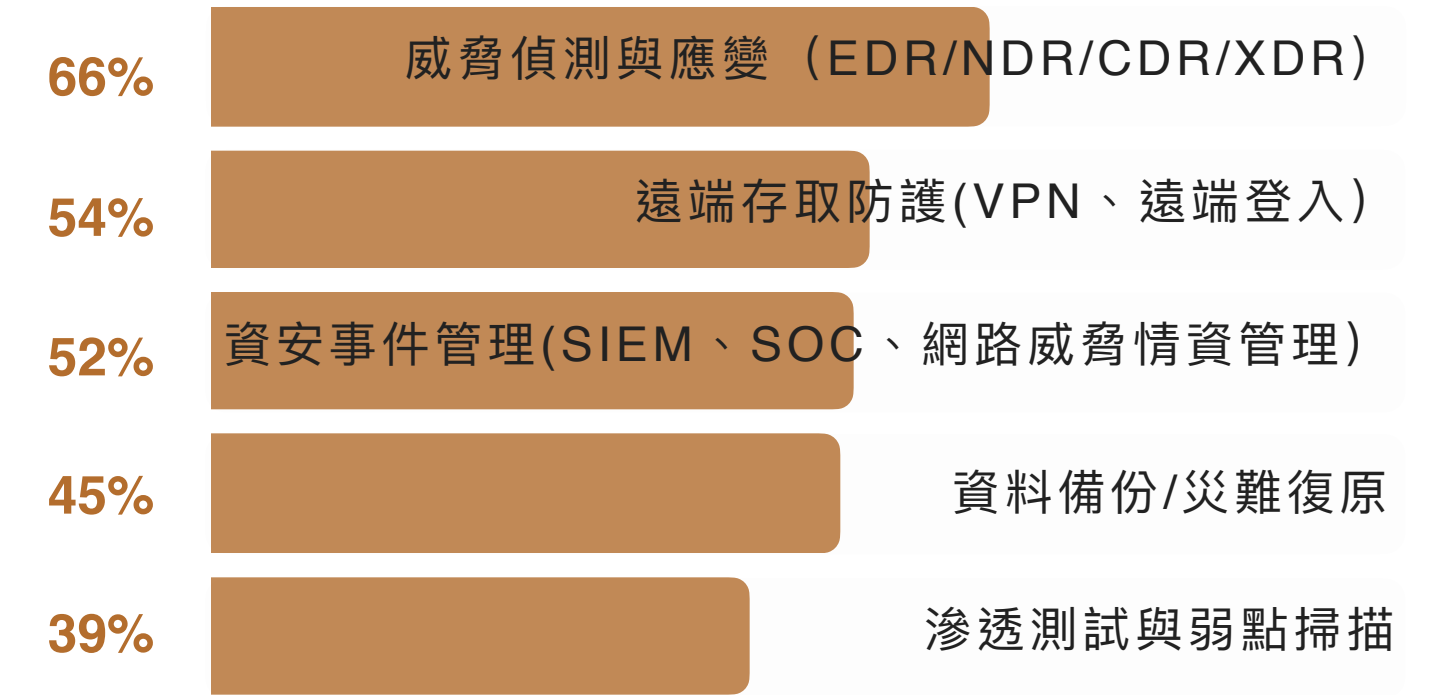 66% 威脅偵測與應變（EDR/NDR/CDR/XDR）
54% 遠端存取防護(VPN、遠端登入）
52% 資安事件管理(SIEM、SOC、網路威脅情資管理）
45% 資料備份/災難復原
39% 滲透測試與弱點掃描